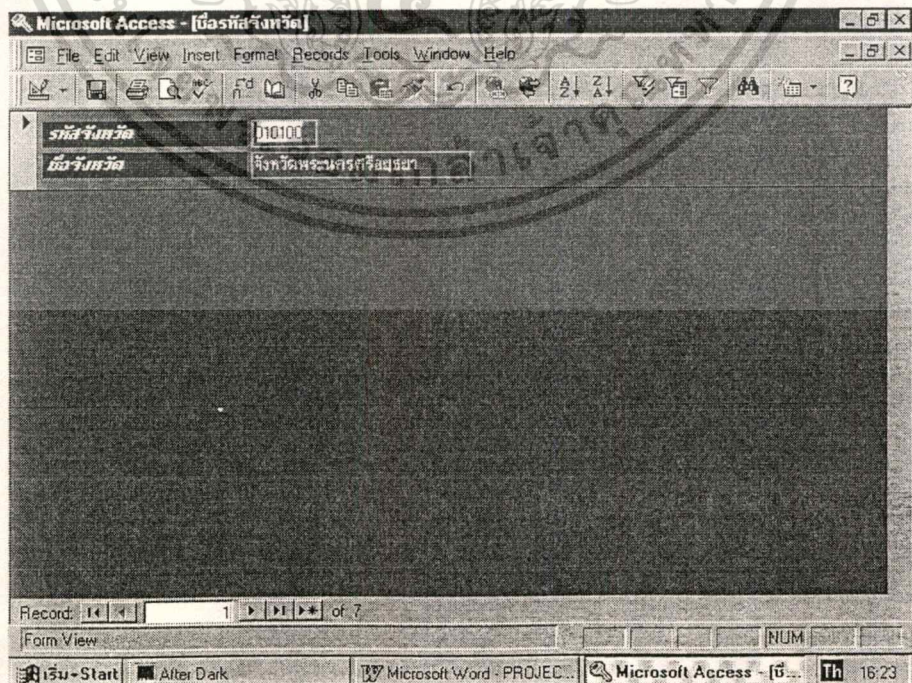 Microsoft Access - [ชื่อรหัสจังหวัด]
File Edit View Insert Format Records Tools Window Help
รหัสจังหวัด 010100
ชื่อจังหวัด จังหวัดพระนครศรีอยุธยา
Record: 1 of 7
Form View NUM
เริ่ม-Start After Dark Microsoft Word - PROJEC... Microsoft Access - [ชื่... Th 16:23